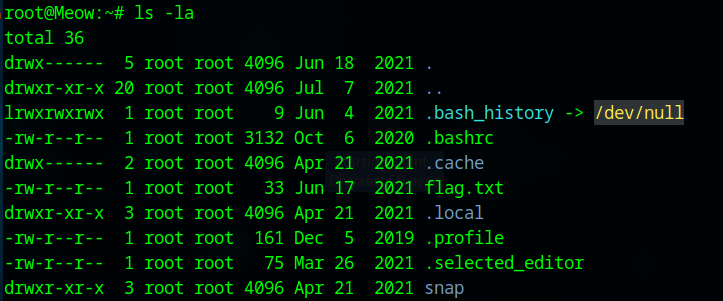 root@Meow:~# ls -la
total 36
drwx------  5 root root 4096 Jun 18  2021 .
drwxr-xr-x 20 root root 4096 Jul  7  2021 ..
lrwxrwxrwx  1 root root    9 Jun  4  2021 .bash_history -> /dev/null
-rw-r--r--  1 root root 3132 Oct  6  2020 .bashrc
drwx------  2 root root 4096 Apr 21  2021 .cache
-rw-r--r--  1 root root   33 Jun 17  2021 flag.txt
drwxr-xr-x  3 root root 4096 Apr 21  2021 .local
-rw-r--r--  1 root root  161 Dec  5  2019 .profile
-rw-r--r--  1 root root   75 Mar 26  2021 .selected_editor
drwxr-xr-x  3 root root 4096 Apr 21  2021 snap